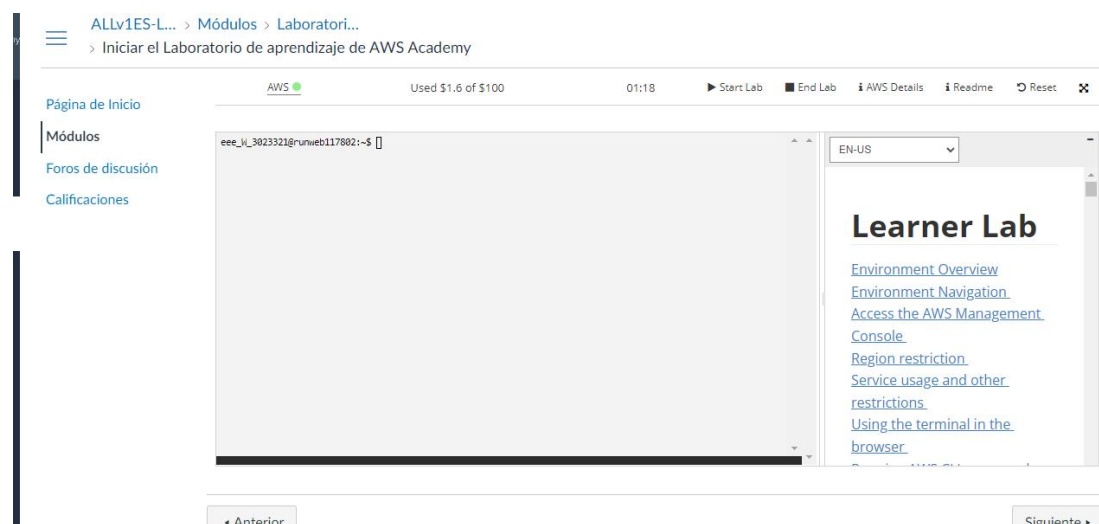 ALLv1ES-L... > Módulos > Laboratori...
> Iniciar el Laboratorio de aprendizaje de AWS Academy
AWS
Used $1.6 of $100
01:18
Start Lab
End Lab
AWS Details
Readme
Reset
Página de Inicio
Módulos
Foros de discusión
Calificaciones
eee_W_3023321@runweb117802:~$
EN-US
Learner Lab
Environment Overview
Environment Navigation
Access the AWS Management
Console
Region restriction
Service usage and other
restrictions
Using the terminal in the
browser
Anterior
Siguiente